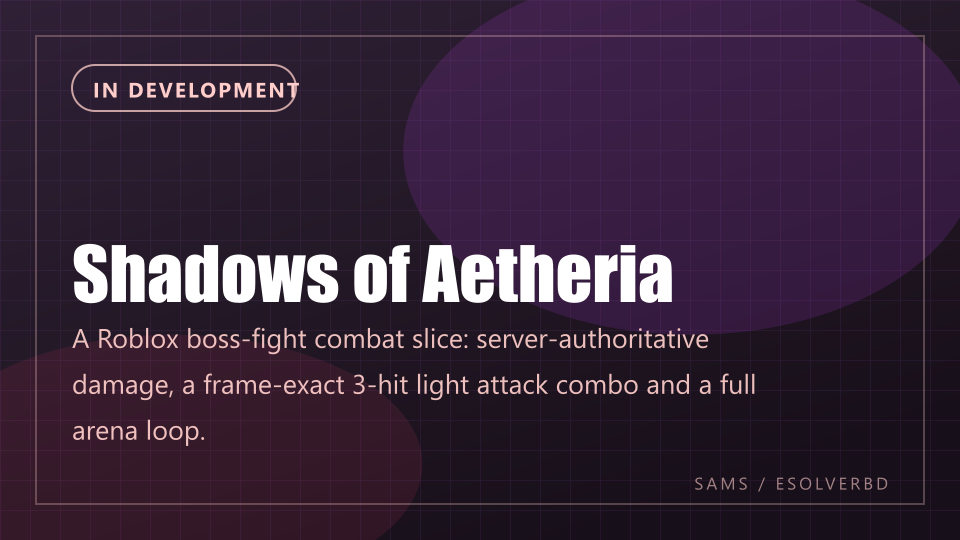 IN DEVELOPMENT
Shadows of Aetheria
A Roblox boss-fight combat slice: server-authoritative
damage, a frame-exact 3-hit light attack combo and a full
arena loop.
SAMS / ESOLVERBD